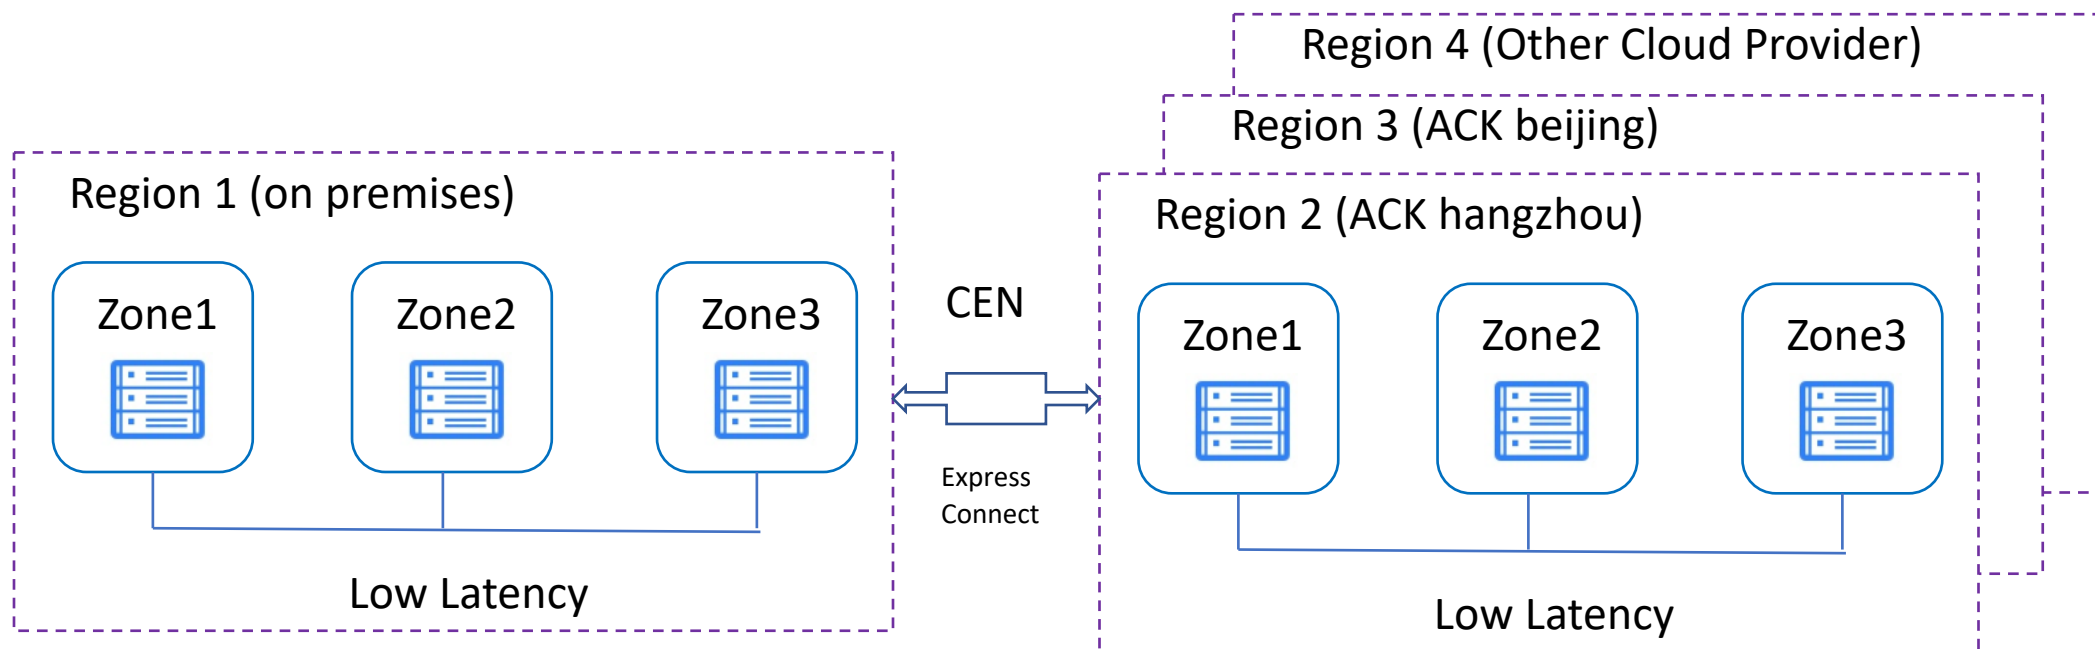 Region 4 (Other Cloud Provider)
Region 3 (ACK beijing)
Region 1 (on premises)
Region 2 (ACK hangzhou)
Zone1
Zone2
Zone3
CEN
Zone1
Zone2
Zone3
Express
Connect
Low Latency
Low Latency